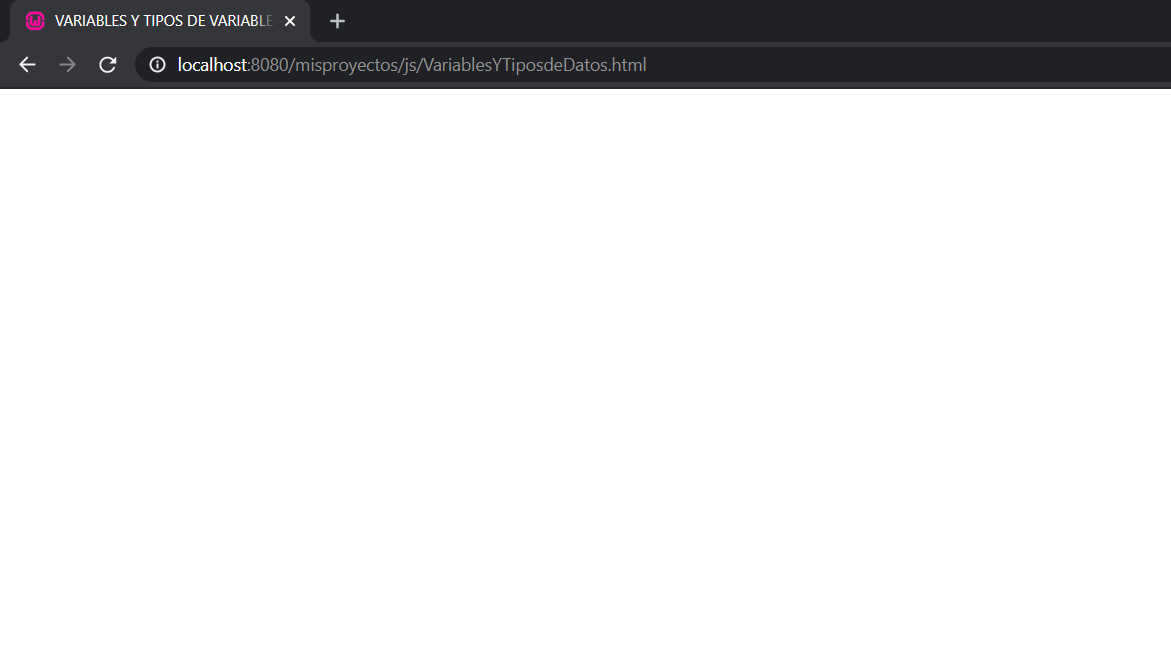 VARIABLES Y TIPOS DE VARIABLE
localhost:8080/misproyectos/js/VariablesYTiposdeDatos.html